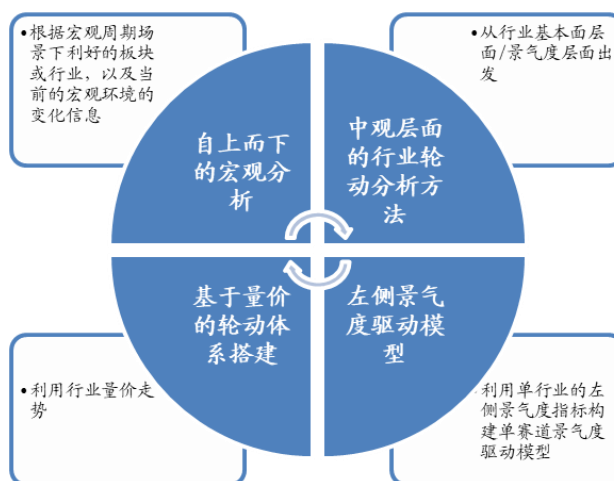 •根据宏观周期场
景下利好的板块
或行业，以及当
前的宏观环境的
变化信息
•从行业基本面层
面/景气度层面出
发
自上而下
的宏观分
析
中观层面
的行业轮
动分析方
法
基于量价
的轮动体
系搭建
左侧景气
度驱动模
型
•利用行业量价走
势
•利用单行业的左
侧景气度指标构
建单赛道景气度
驱动模型